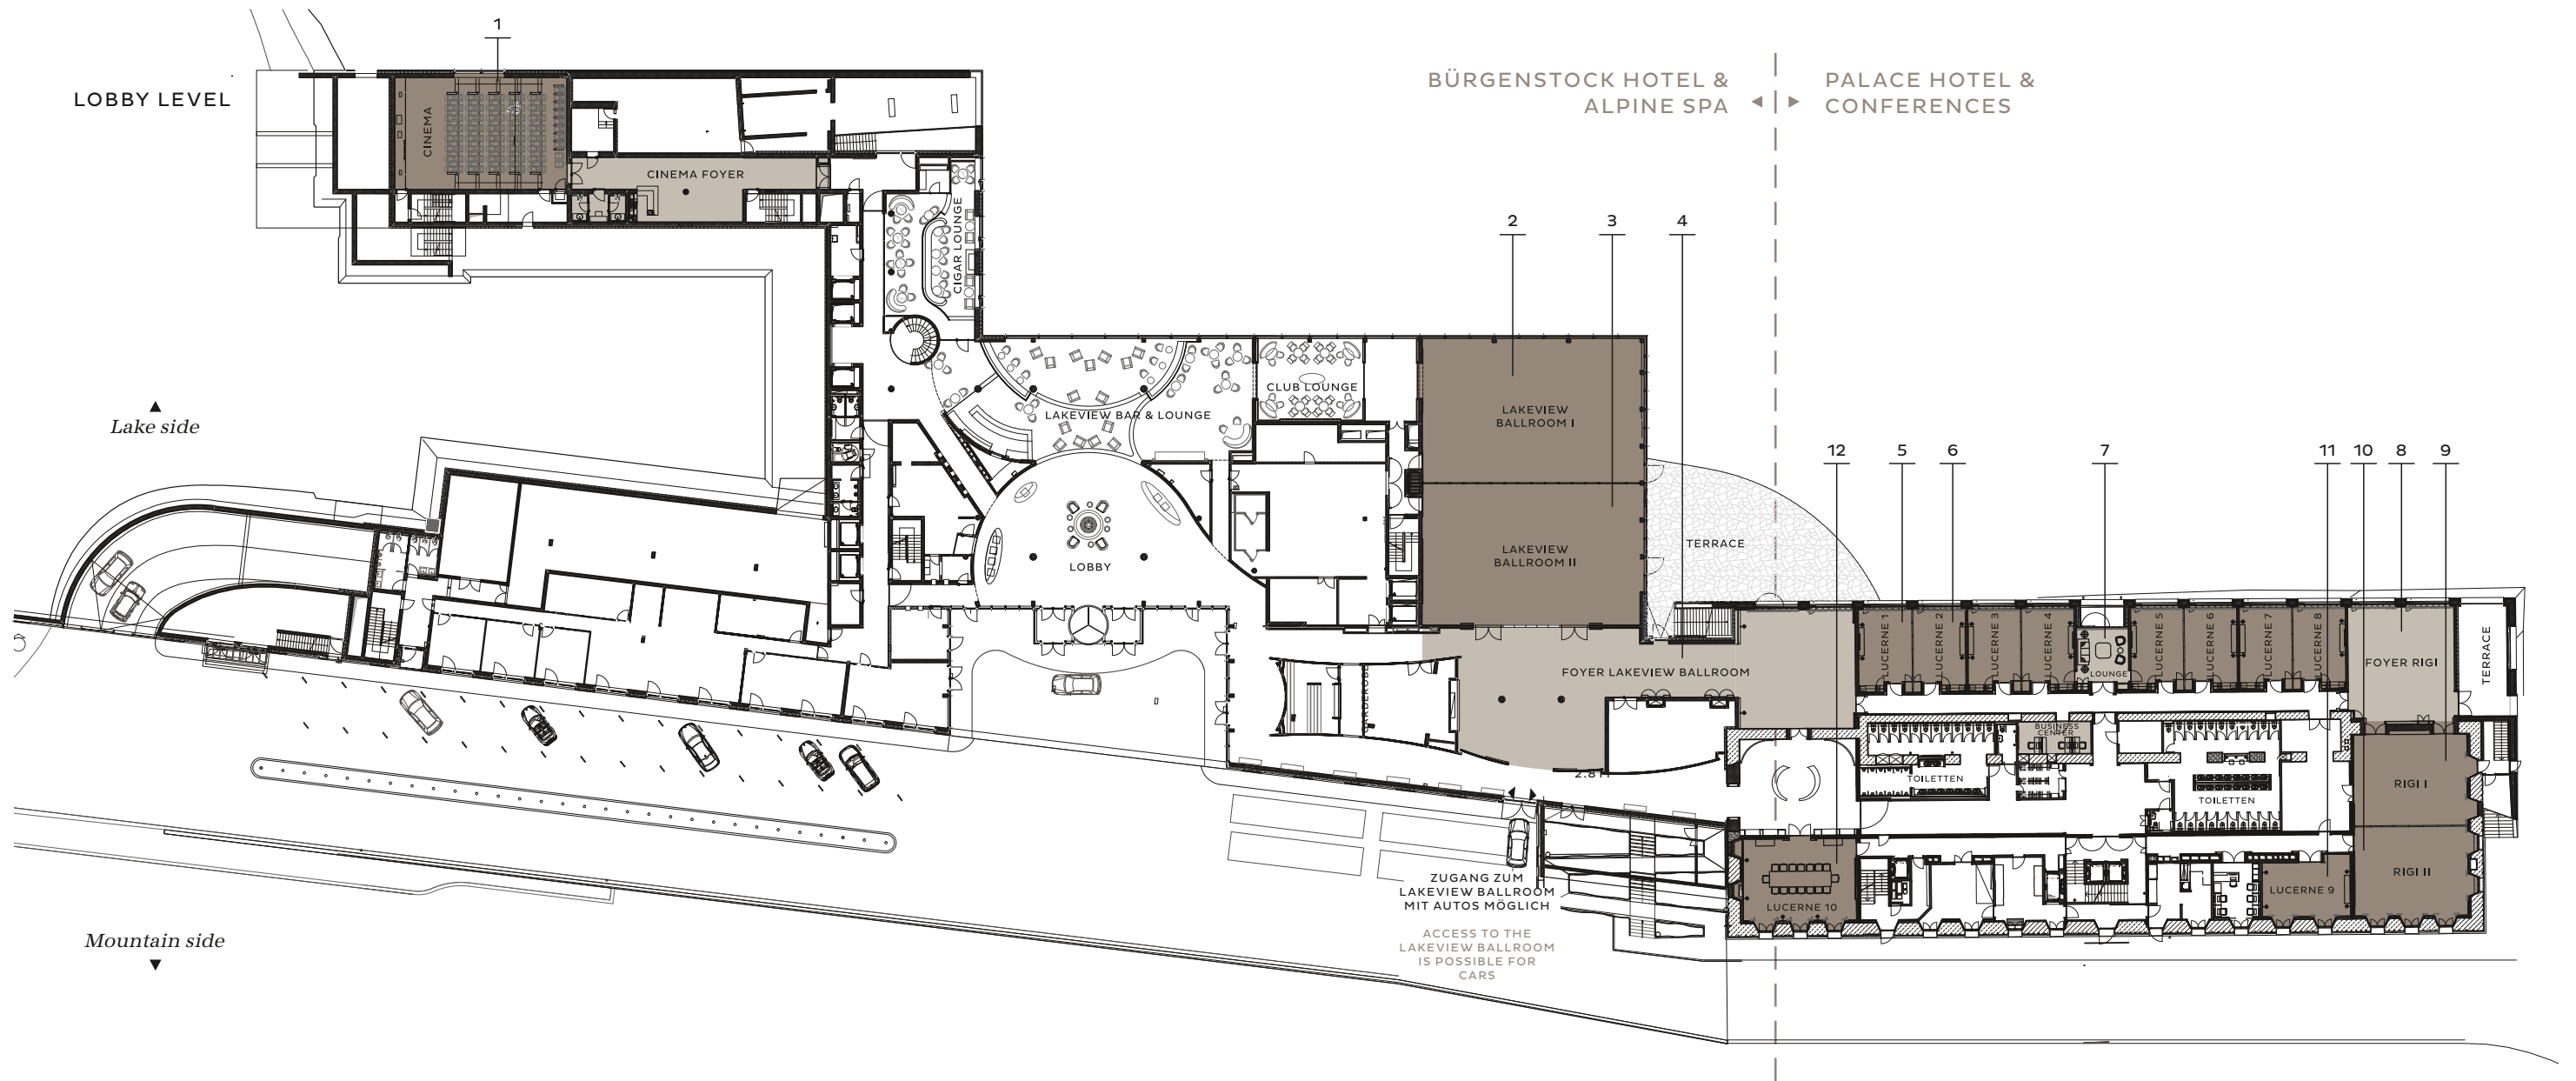 1
LOBBY LEVEL
BÜRGENSTOCK HOTEL &
ALPINE SPA
PALACE HOTEL &
CONFERENCES
CINEMA
CINEMA FOYER
CIGAR LOUNGE
2
3
4
Lake side
LAKEVIEW BAR & LOUNGE
CLUB LOUNGE
LAKEVIEW
BALLROOM I
12
5
6
7
11
10
8
9
LAKEVIEW
BALLROOM II
TERRACE
LOBBY
FOYER LAKEVIEW BALLROOM
LUCERNE 1
LUCERNE 2
LUCERNE 3
LUCERNE 4
LOUNGE
LUCERNE 5
LUCERNE 6
LUCERNE 7
LUCERNE 8
FOYER RIGI
TERRACE
BUSINESS
CENTER
TOILETTEN
TOILETTEN
RIGI I
RIGI II
LUCERNE 9
LUCERNE 10
ZUGANG ZUM
LAKEVIEW BALLROOM
MIT AUTOS MÖGLICH
ACCESS TO THE
LAKEVIEW BALLROOM
IS POSSIBLE FOR
CARS
Mountain side